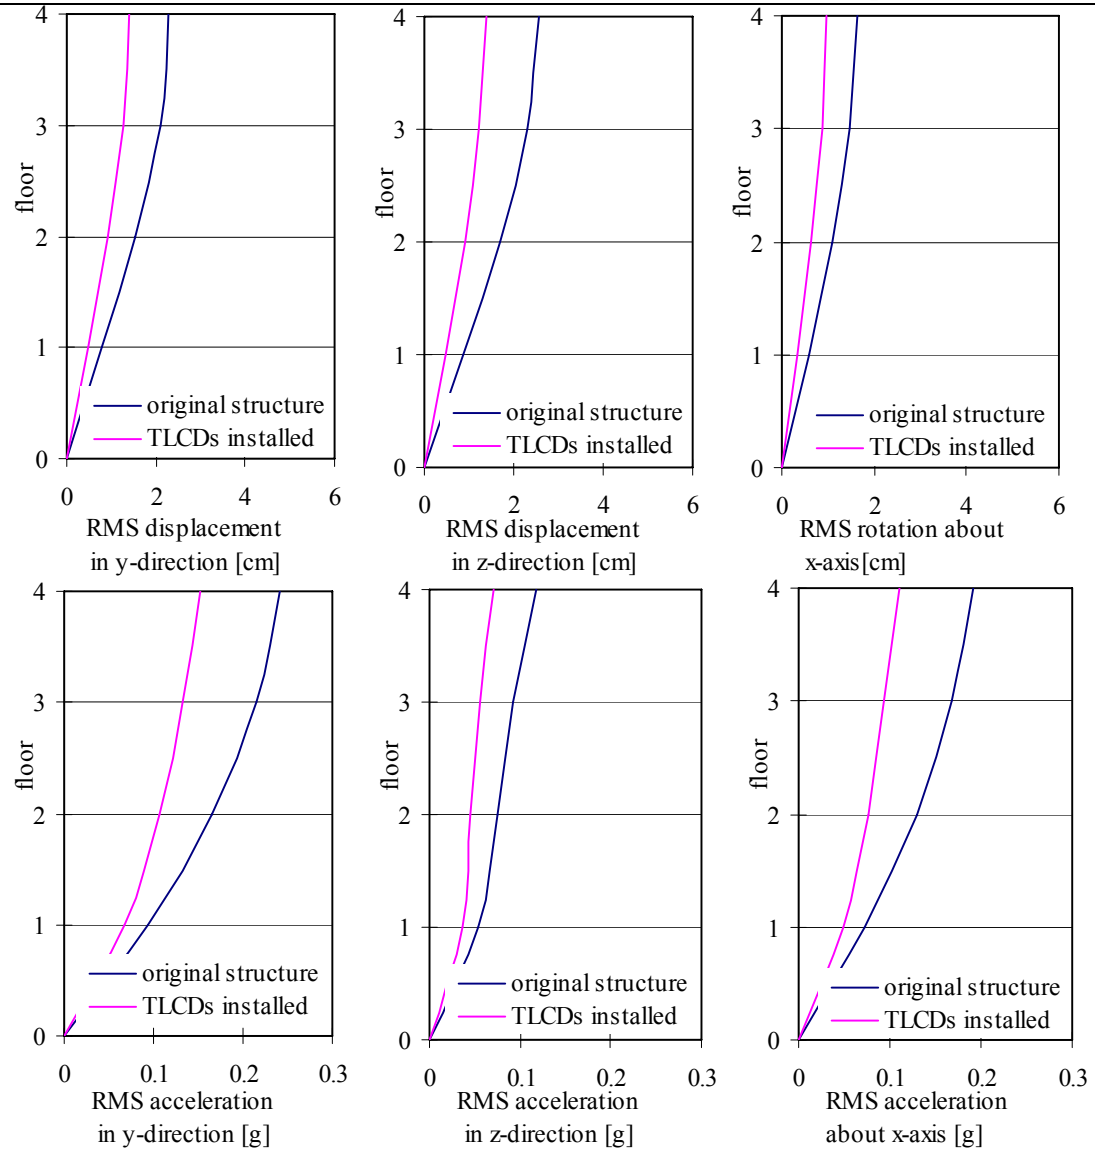 4
3
2
1
0
floor
original structure
TLCDs installed
0 2 4 6
RMS displacement
in y-direction [cm]
4
3
2
1
0
floor
original structure
TLCDs installed
0 2 4 6
RMS displacement
in z-direction [cm]
4
3
2
1
0
floor
original structure
TLCDs installed
0 2 4 6
RMS rotation about
x-axis[cm]
4
3
2
1
0
floor
original structure
TLCDs installed
0 0.1 0.2 0.3
RMS acceleration
in y-direction [g]
4
3
2
1
0
floor
original structure
TLCDs installed
0 0.1 0.2 0.3
RMS acceleration
in z-direction [g]
4
3
2
1
0
floor
original structure
TLCDs installed
0 0.1 0.2 0.3
RMS acceleration
about x-axis [g]